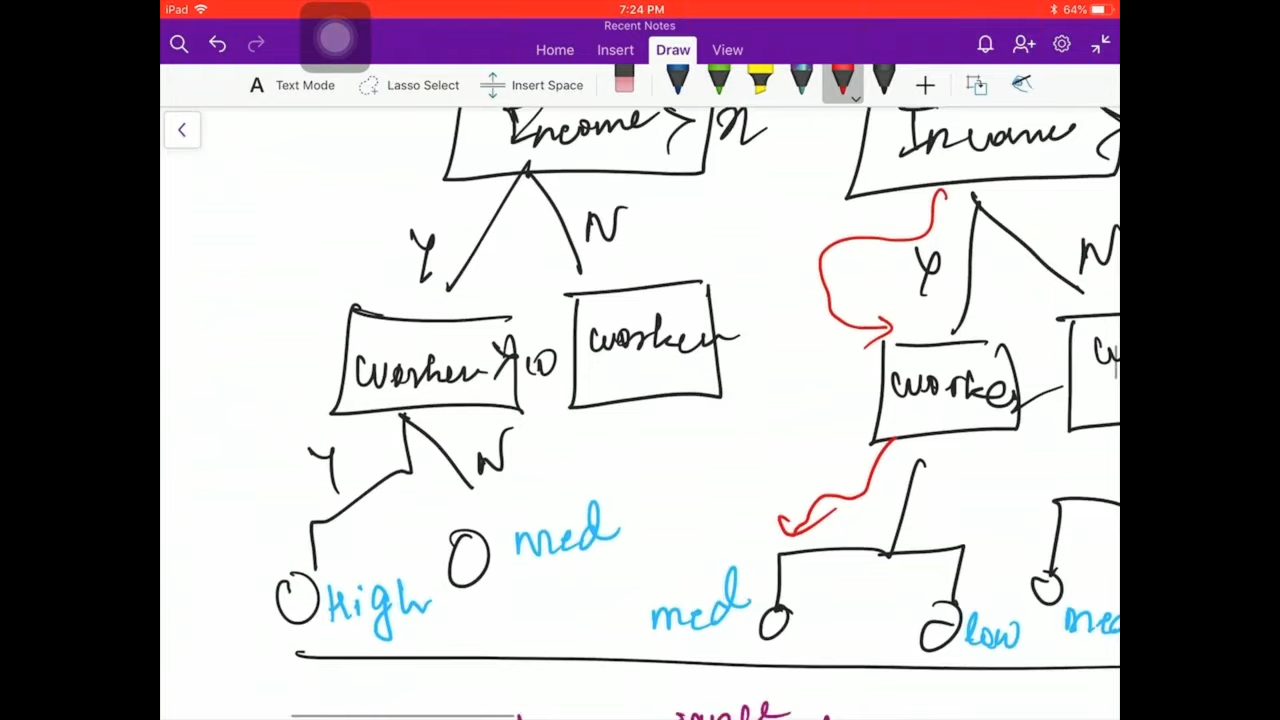 iPad 7:24 PM 64%
Recent Notes
Home Insert Draw View
A Text Mode Lasso Select Insert Space
Income > x Income >
Y N Y N
worker > 10 worker worker
Y N
High med med low med